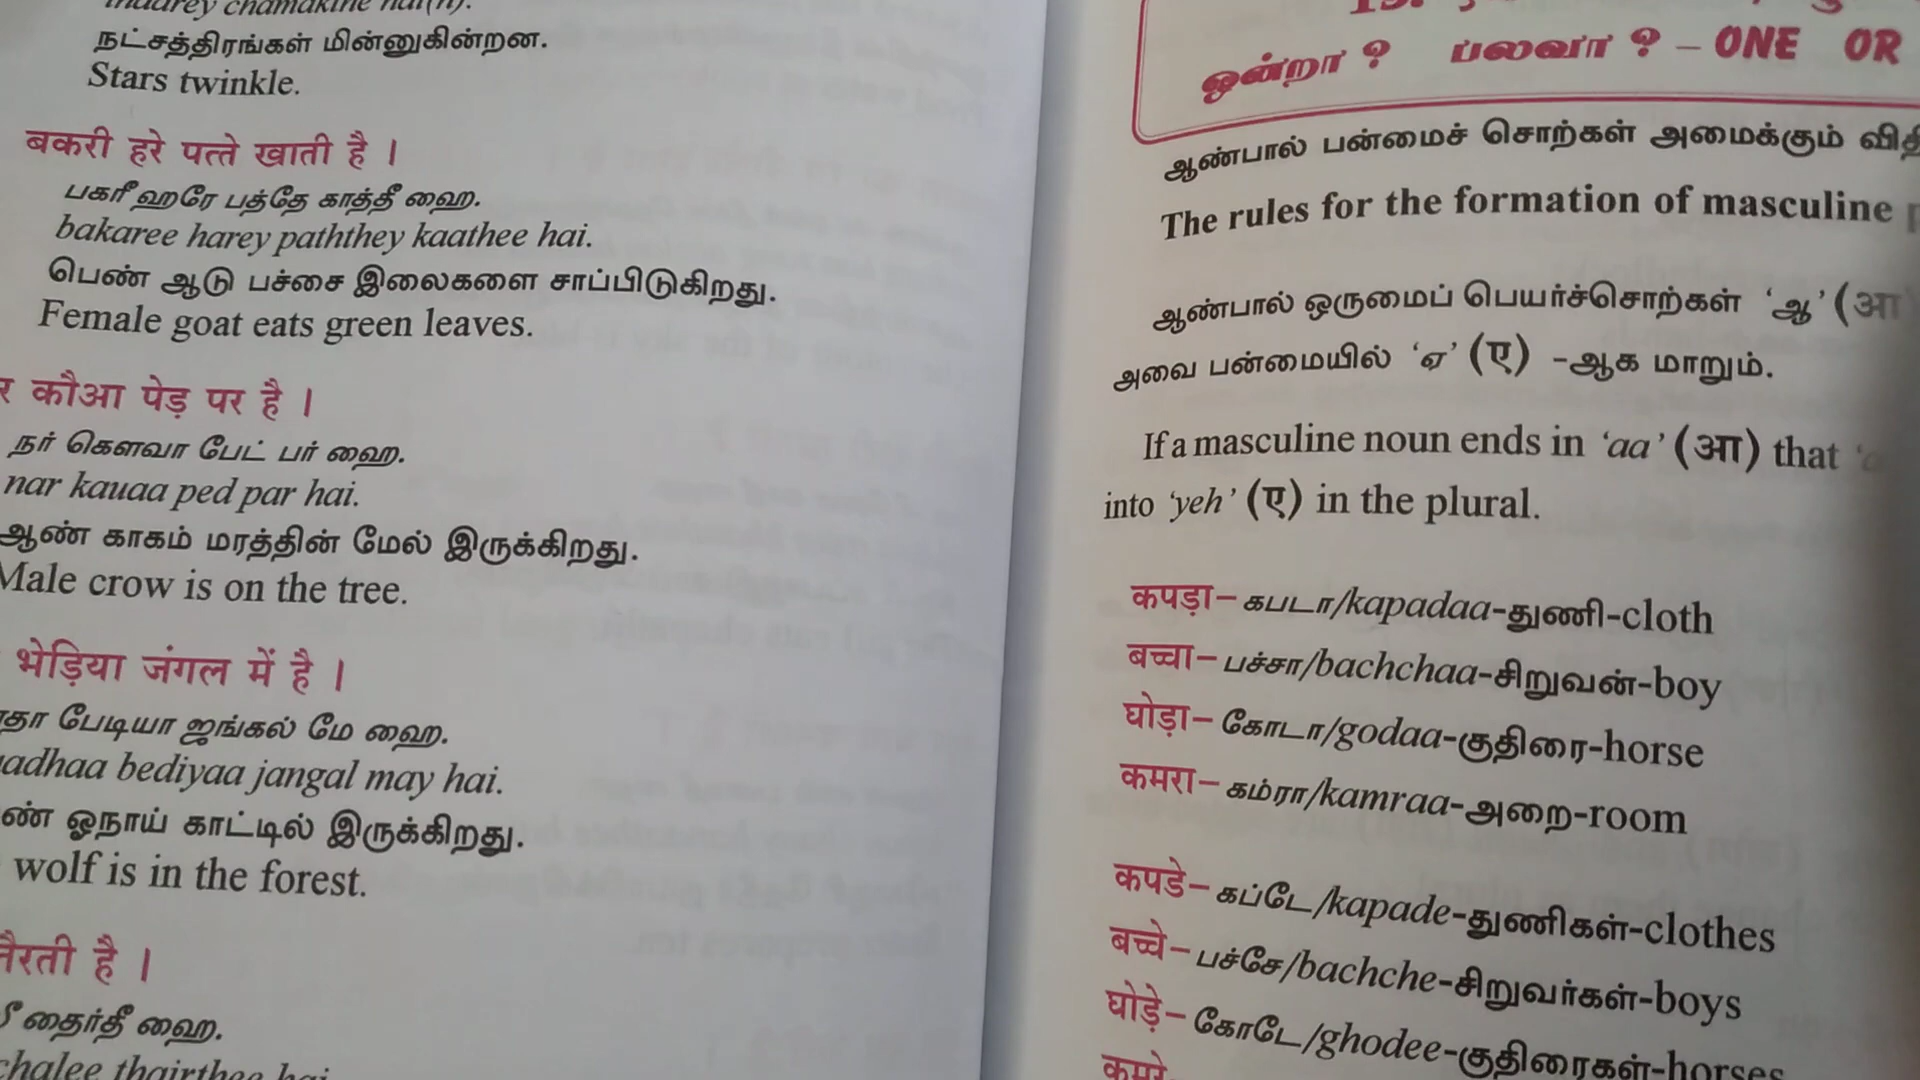 chamakthe hai(n).
நட்சத்திரங்கள் மின்னுகின்றன.
Stars twinkle.
बकरी हरे पत्ते खाती है ।
பகரீ ஹரே பத்தே காத்தீ ஹை.
bakaree harey paththey kaathee hai.
பெண் ஆடு பச்சை இலைகளை சாப்பிடுகிறது.
Female goat eats green leaves.
कौआ पेड़ पर है ।
நர் கௌவா பேட் பர் ஹை.
nar kauaa ped par hai.
ஆண் காகம் மரத்தின் மேல் இருக்கிறது.
Male crow is on the tree.
भेड़िया जंगल में है ।
பேடியா ஜங்கல் மே ஹை.
bediyaa jangal may hai.
ஓநாய் காட்டில் இருக்கிறது.
wolf is in the forest.
है ।
தைர்தீ ஹை.
thairthee hai.
ஒன்றா ? பலவா ? – ONE OR
ஆண்பால் பன்மைச் சொற்கள் அமைக்கும்
The rules for the formation of masculine
ஆண்பால் ஒருமைப் பெயர்ச்சொற்கள் ‘ஆ’ (आ
அவை பன்மையில் ‘ஏ’ (ए) -ஆக மாறும்.
If a masculine noun ends in ‘aa’ (आ) that
into ‘yeh’ (ए) in the plural.
कपड़ा– கபடா/kapadaa-துணி-cloth
बच्चा– பச்சா/bachchaa-சிறுவன்-boy
घोड़ा– கோடா/godaa-குதிரை-horse
कमरा– கம்ரா/kamraa-அறை-room
कपडे– கப்டே/kapade-துணிகள்-clothes
बच्चे– பச்சே/bachche-சிறுவர்கள்-boys
घोड़े– கோடே/ghodee-குதிரைகள்-horses
कमरे–